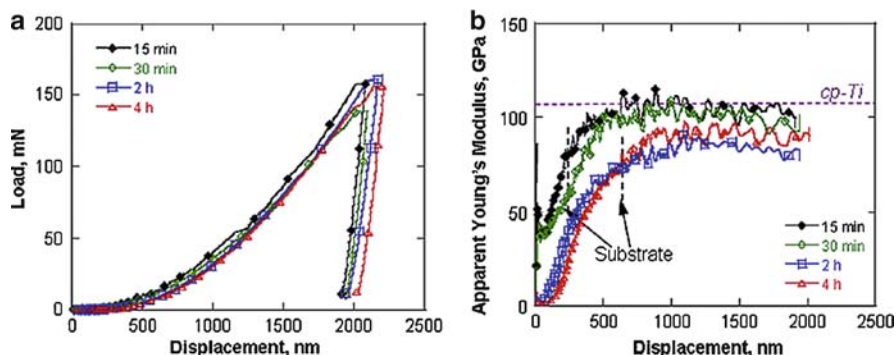 a
200
150
100
50
0
Load, mN
15 min
30 min
2 h
4 h
0 500 1000 1500 2000 2500
Displacement, nm
b
150
100
50
0
Apparent Young's Modulus, GPa
cp-Ti
Substrate
15 min
30 min
2 h
4 h
0 500 1000 1500 2000 2500
Displacement, nm